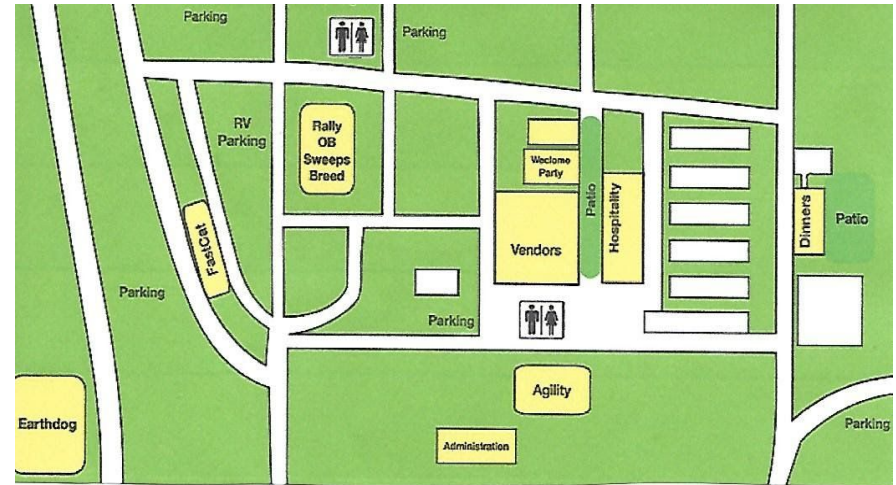 Parking
Parking
RV
Parking
Rally
OB
Sweeps
Breed
Weclome
Party
Patio
Hospitality
Vendors
Dinners
Patio
FastCat
Parking
Parking
Agility
Earthdog
Administration
Parking
Parking